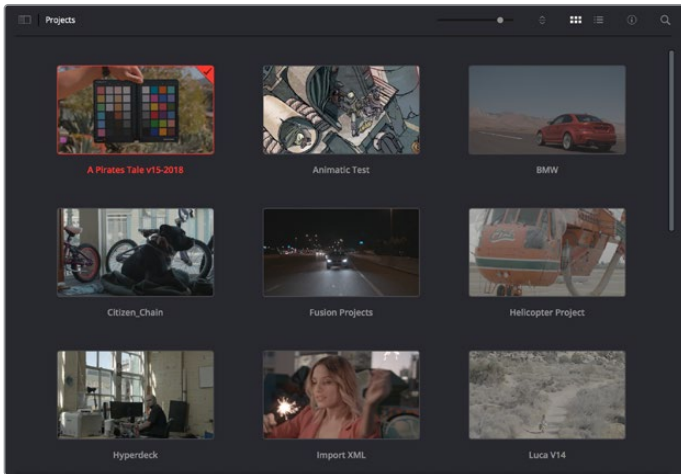 Projects
A Pirates Tale v15-2018
Animatic Test
BMW
Citizen_Chain
Fusion Projects
Helicopter Project
Hyperdeck
Import XML
Luca V14